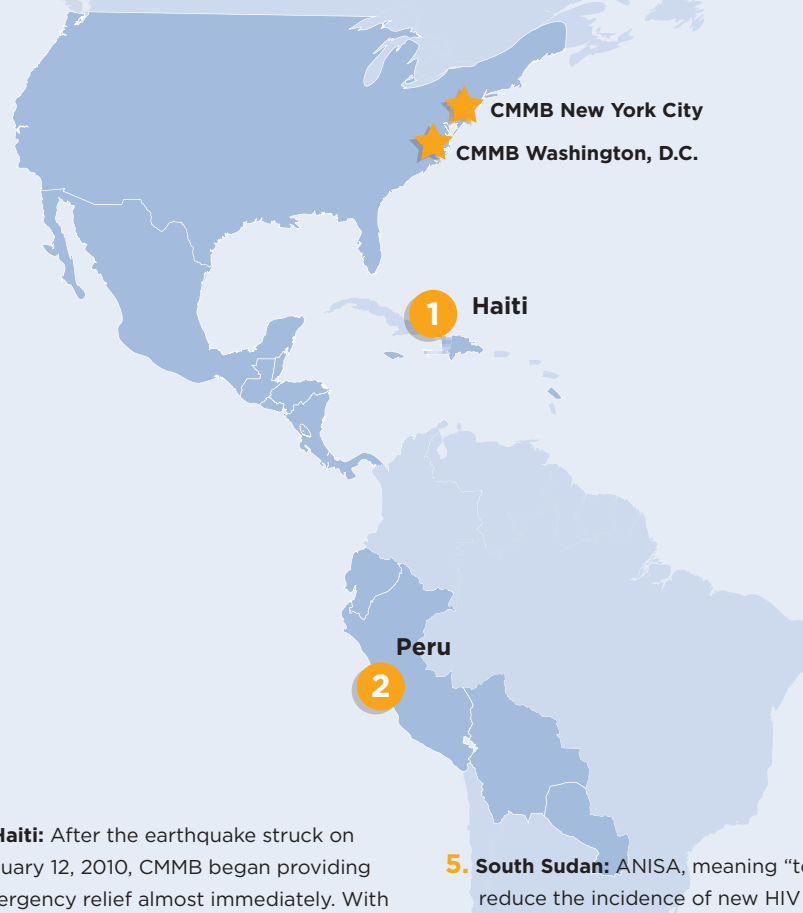 CMMB New York City
CMMB Washington, D.C.
1 Haiti
Peru
2
Haiti: After the earthquake struck on
uary 12, 2010, CMMB began providing
ergency relief almost immediately. With
5. South Sudan: ANISA, meaning “to
reduce the incidence of new HIV